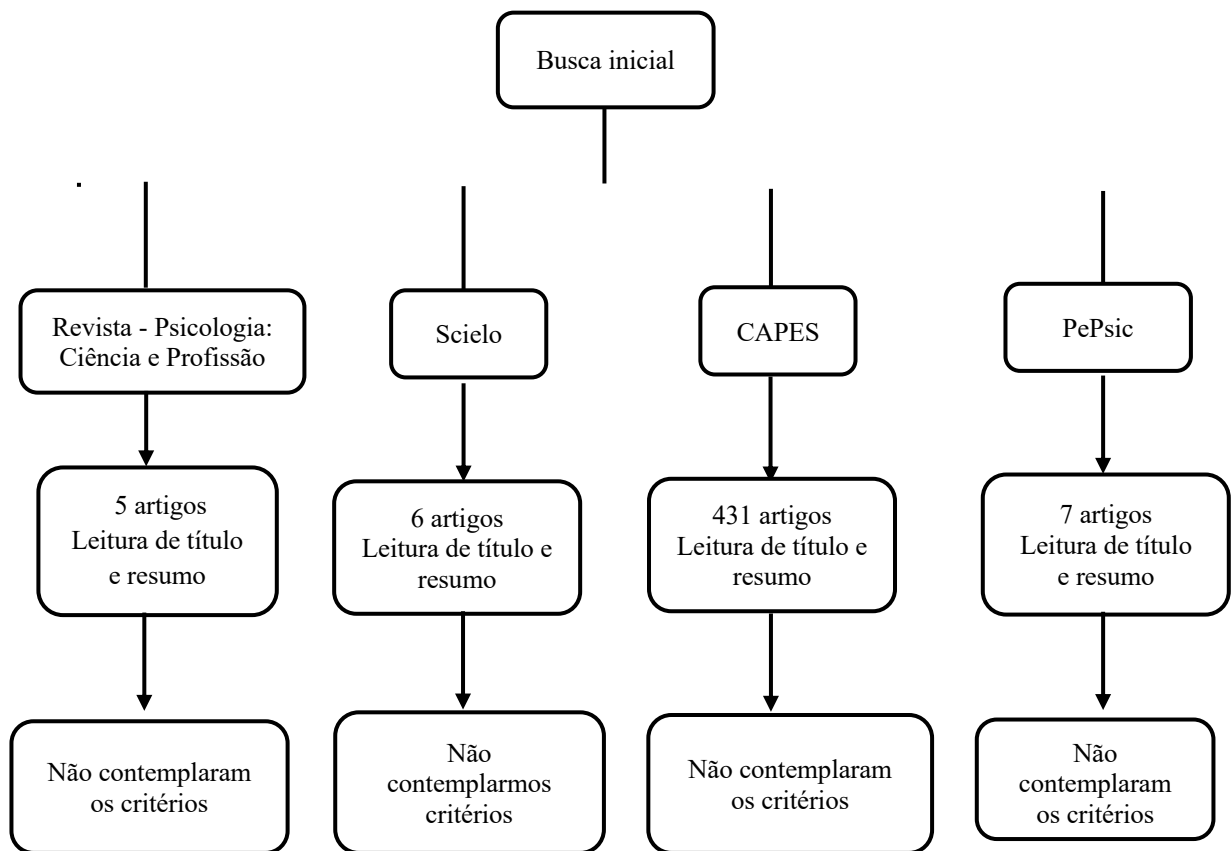 Busca inicial
Revista - Psicologia:
Ciência e Profissão
Scielo
CAPES
PePsic
5 artigos
Leitura de título
e resumo
6 artigos
Leitura de título e
resumo
431 artigos
Leitura de título e
resumo
7 artigos
Leitura de título
e resumo
Não contemplaram
os critérios
Não
contemplarmos
critérios
Não contemplaram
os critérios
Não
contemplaram
os critérios